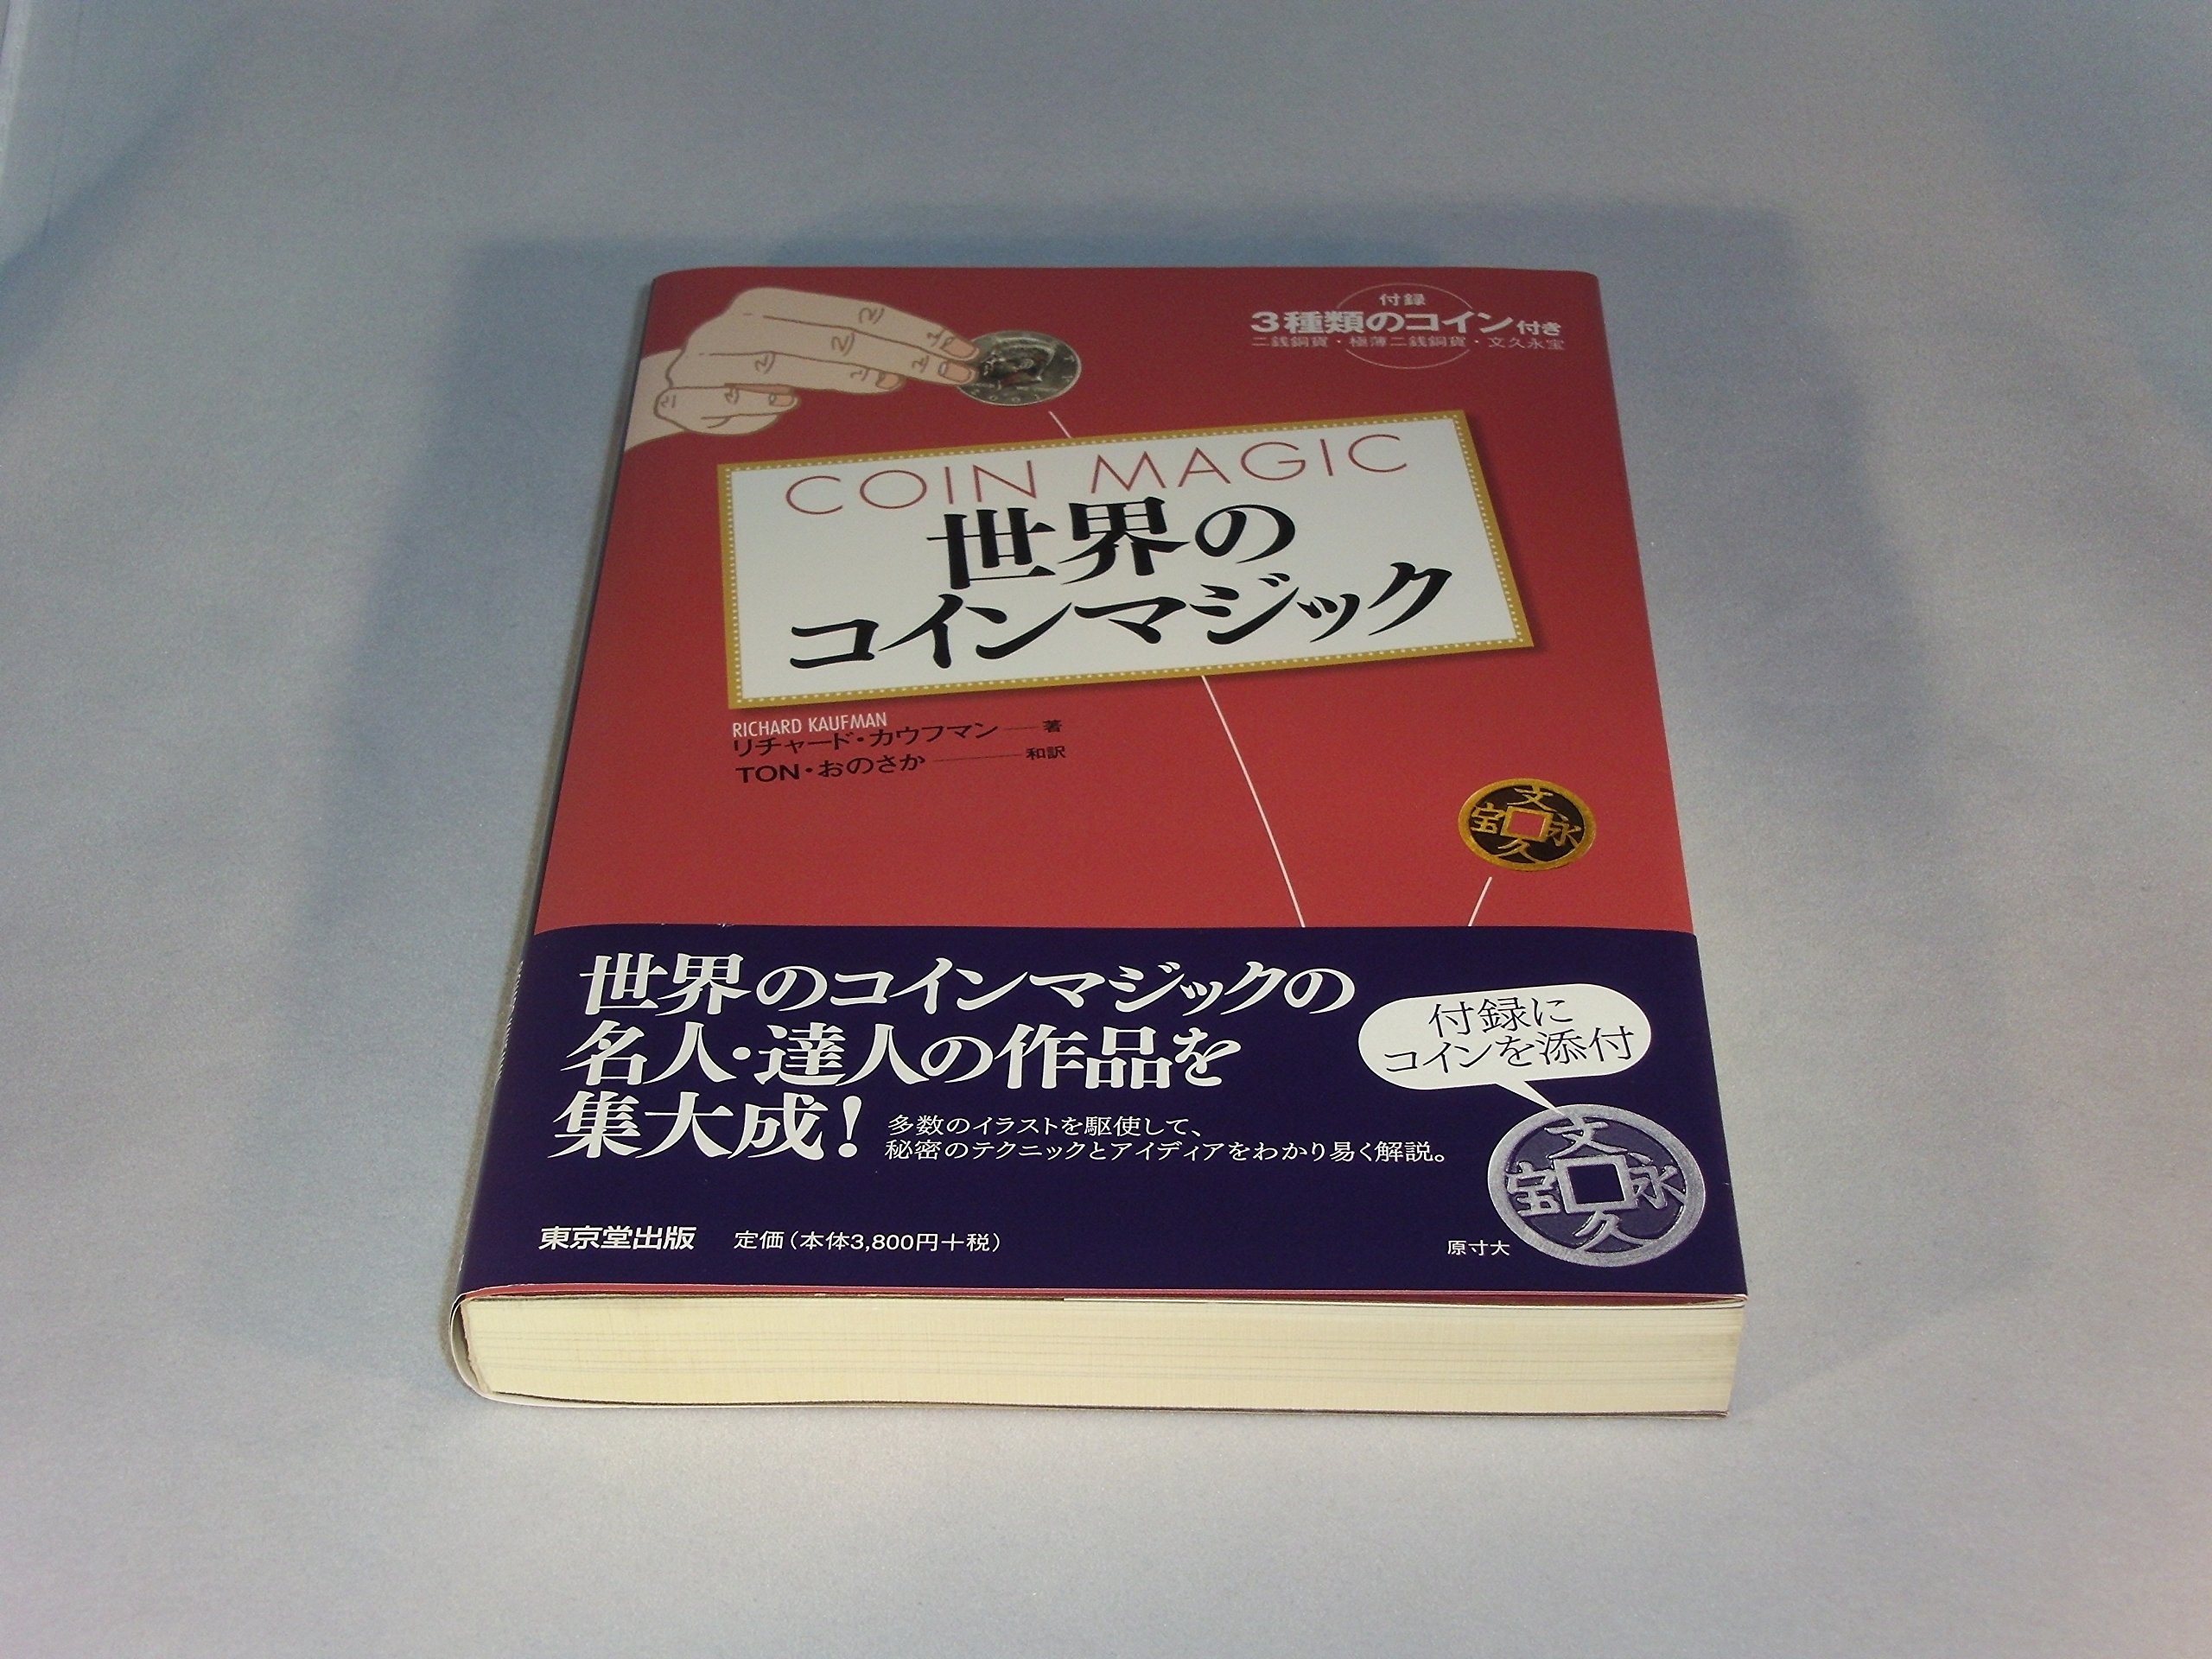 付録
3種類のコイン付き
二銭銅貨・極薄二銭銅貨・文久永宝
COIN MAGIC
世界の
コインマジック
RICHARD KAUFMAN
リチャード・カウフマン──著
TON・おのさか──和訳
文久永宝
世界のコインマジックの
名人・達人の作品を
集大成!
多数のイラストを駆使して、
秘密のテクニックとアイディアをわかり易く解説。
付録に
コインを添付
文久永宝
原寸大
東京堂出版 定価(本体3,800円+税)